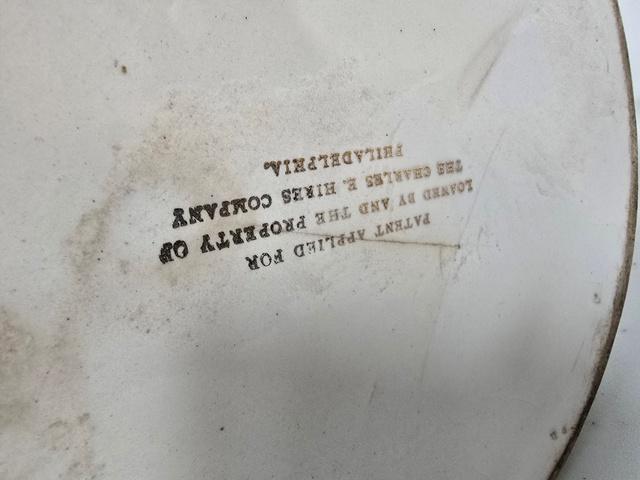 PATENT APPLIED FOR
LOANED BY AND THE PROPERTY OF
THE CHARLES E. HIRES COMPANY
PHILADELPHIA.